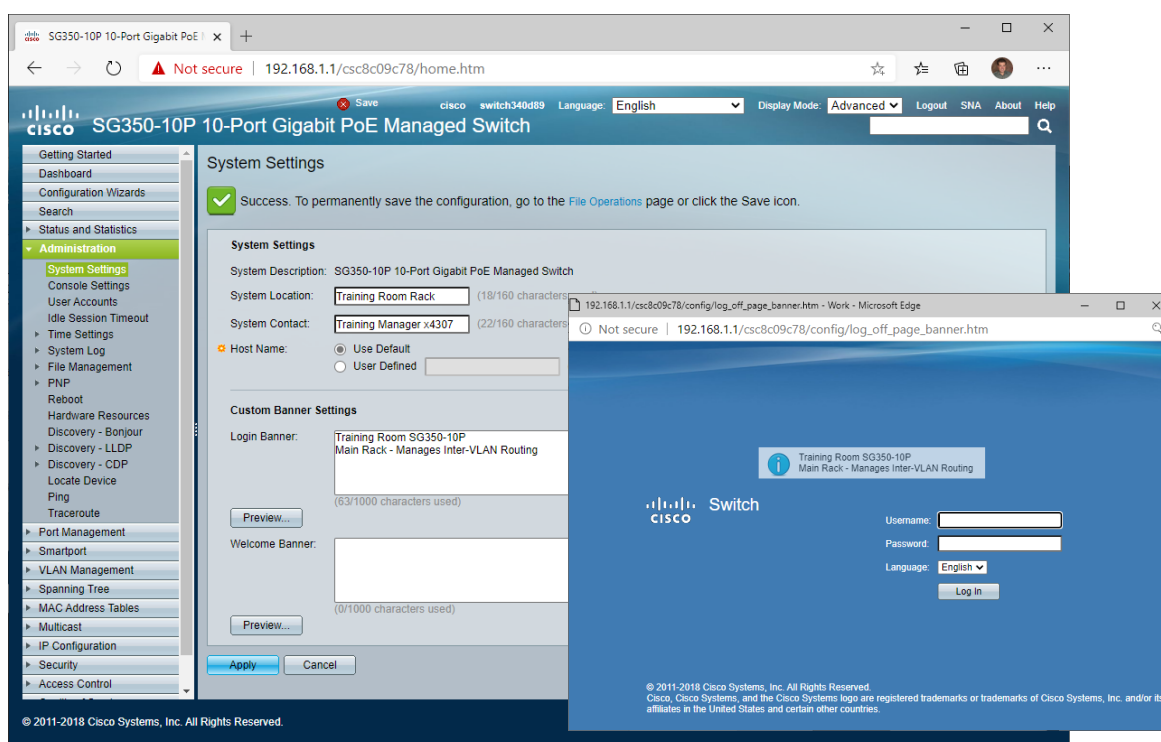 SG350-10P 10-Port Gigabit PoE
Not secure | 192.168.1.1/csc8c09c78/home.htm
Save cisco switch340d89 Language: English Display Mode: Advanced Logout SNA About Help
cisco SG350-10P 10-Port Gigabit PoE Managed Switch
Getting Started
Dashboard
Configuration Wizards
Search
Status and Statistics
Administration
System Settings
Console Settings
User Accounts
Idle Session Timeout
Time Settings
System Log
File Management
PNP
Reboot
Hardware Resources
Discovery - Bonjour
Discovery - LLDP
Discovery - CDP
Locate Device
Ping
Traceroute
Port Management
Smartport
VLAN Management
Spanning Tree
MAC Address Tables
Multicast
IP Configuration
Security
Access Control
System Settings
Success. To permanently save the configuration, go to the File Operations page or click the Save icon.
System Settings
System Description: SG350-10P 10-Port Gigabit PoE Managed Switch
System Location: Training Room Rack (18/160 characters
System Contact: Training Manager x4307 (22/160 characters
Host Name: Use Default
User Defined
Custom Banner Settings
Login Banner: Training Room SG350-10P
Main Rack - Manages Inter-VLAN Routing
(63/1000 characters used)
Preview...
Welcome Banner:
(0/1000 characters used)
Preview...
Apply Cancel
© 2011-2018 Cisco Systems, Inc. All Rights Reserved.
192.168.1.1/csc8c09c78/config/log_off_page_banner.htm - Work - Microsoft Edge
Not secure | 192.168.1.1/csc8c09c78/config/log_off_page_banner.htm
Training Room SG350-10P
Main Rack - Manages Inter-VLAN Routing
cisco Switch
Username:
Password:
Language: English
Log In
© 2011-2018 Cisco Systems, Inc. All Rights Reserved.
Cisco, Cisco Systems, and the Cisco Systems logo are registered trademarks or trademarks of Cisco Systems, Inc. and/or its
affiliates in the United States and certain other countries.